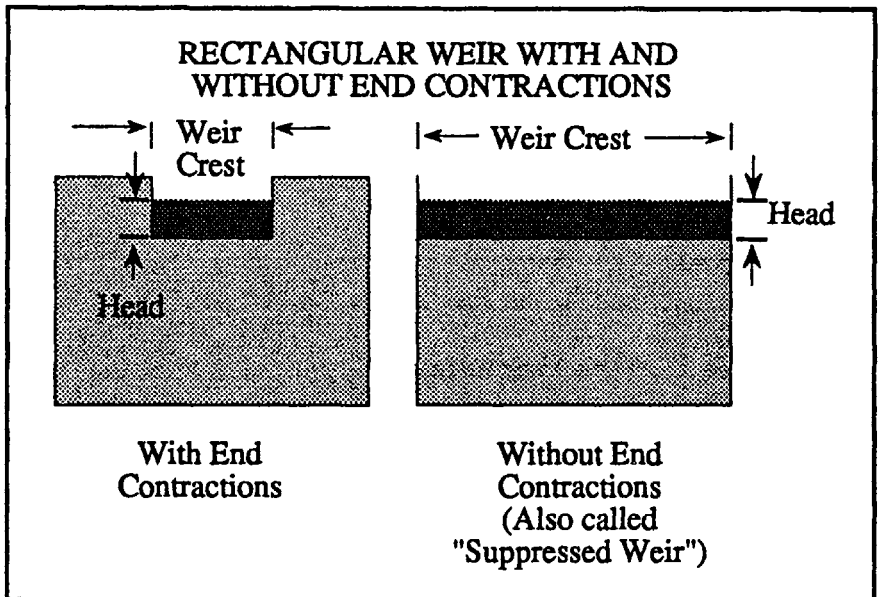 RECTANGULAR WEIR WITH AND
WITHOUT END CONTRACTIONS
Weir
Crest
Head
Weir Crest
Head
With End
Contractions
Without End
Contractions
(Also called
"Suppressed Weir")